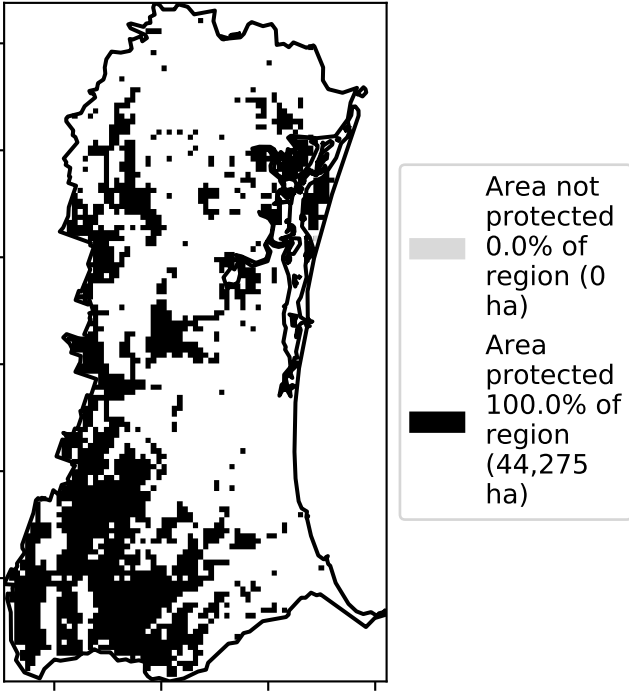 Area not
protected
0.0% of
region (0
ha)
Area
protected
100.0% of
region
(44,275
ha)